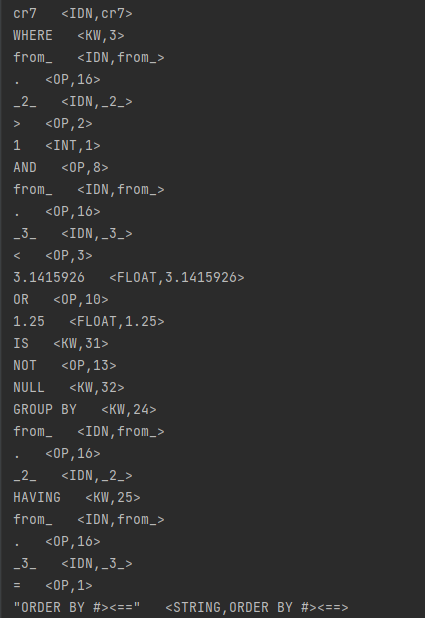 cr7   <IDN,cr7>
WHERE   <KW,3>
from_   <IDN,from_>
.   <OP,16>
_2_   <IDN,_2_>
>   <OP,2>
1   <INT,1>
AND   <OP,8>
from_   <IDN,from_>
.   <OP,16>
_3_   <IDN,_3_>
<   <OP,3>
3.1415926   <FLOAT,3.1415926>
OR   <OP,10>
1.25   <FLOAT,1.25>
IS   <KW,31>
NOT   <OP,13>
NULL   <KW,32>
GROUP BY   <KW,24>
from_   <IDN,from_>
.   <OP,16>
_2_   <IDN,_2_>
HAVING   <KW,25>
from_   <IDN,from_>
.   <OP,16>
_3_   <IDN,_3_>
=   <OP,1>
"ORDER BY #><=="   <STRING,ORDER BY #><==>